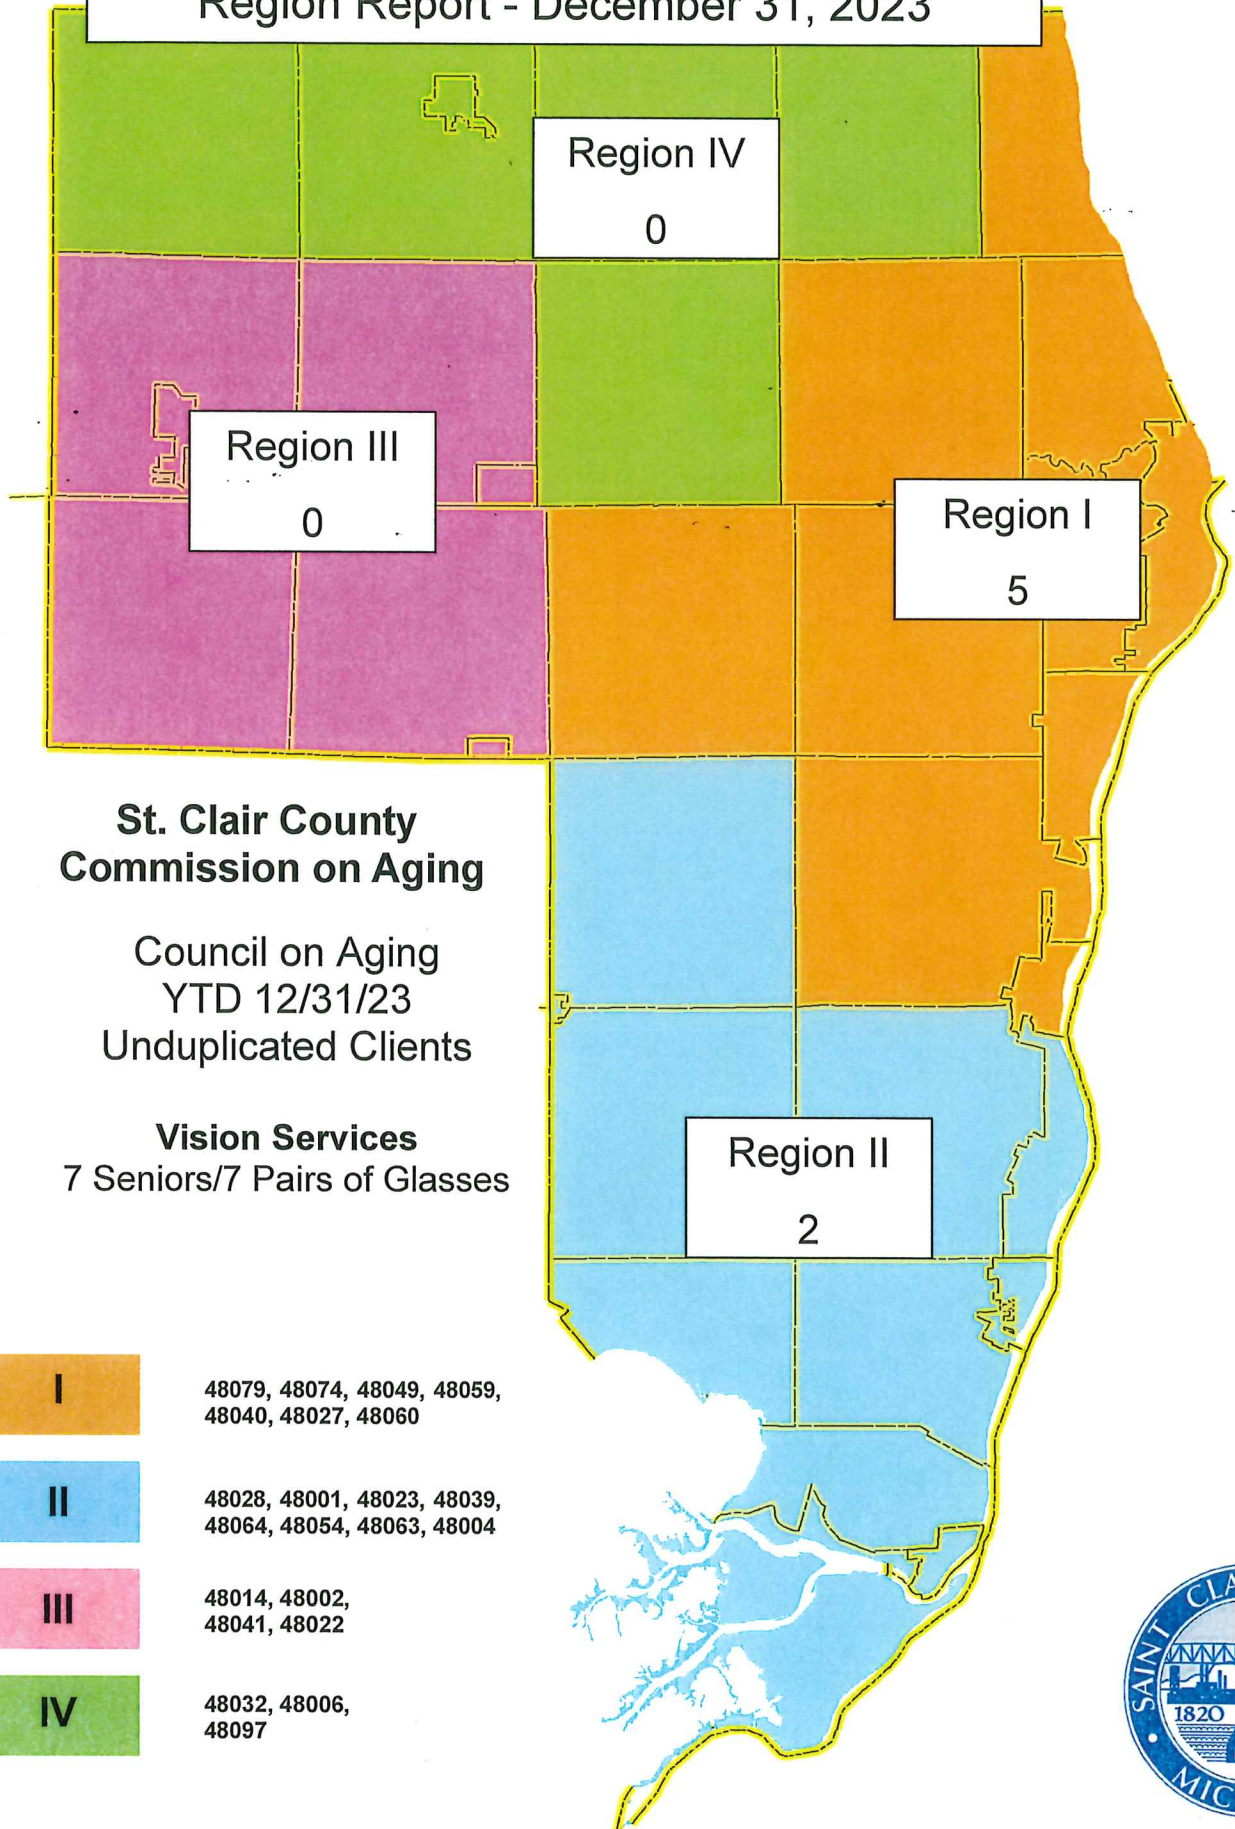 Region Report - December 31, 2023
Region IV
0
Region III
0
Region I
5
St. Clair County
Commission on Aging
Council on Aging
YTD 12/31/23
Unduplicated Clients
Vision Services
7 Seniors/7 Pairs of Glasses
Region II
2
I
48079, 48074, 48049, 48059,
48040, 48027, 48060
II
48028, 48001, 48023, 48039,
48064, 48054, 48063, 48004
III
48014, 48002,
48041, 48022
IV
48032, 48006,
48097
SAINT CLA
1820
MIC